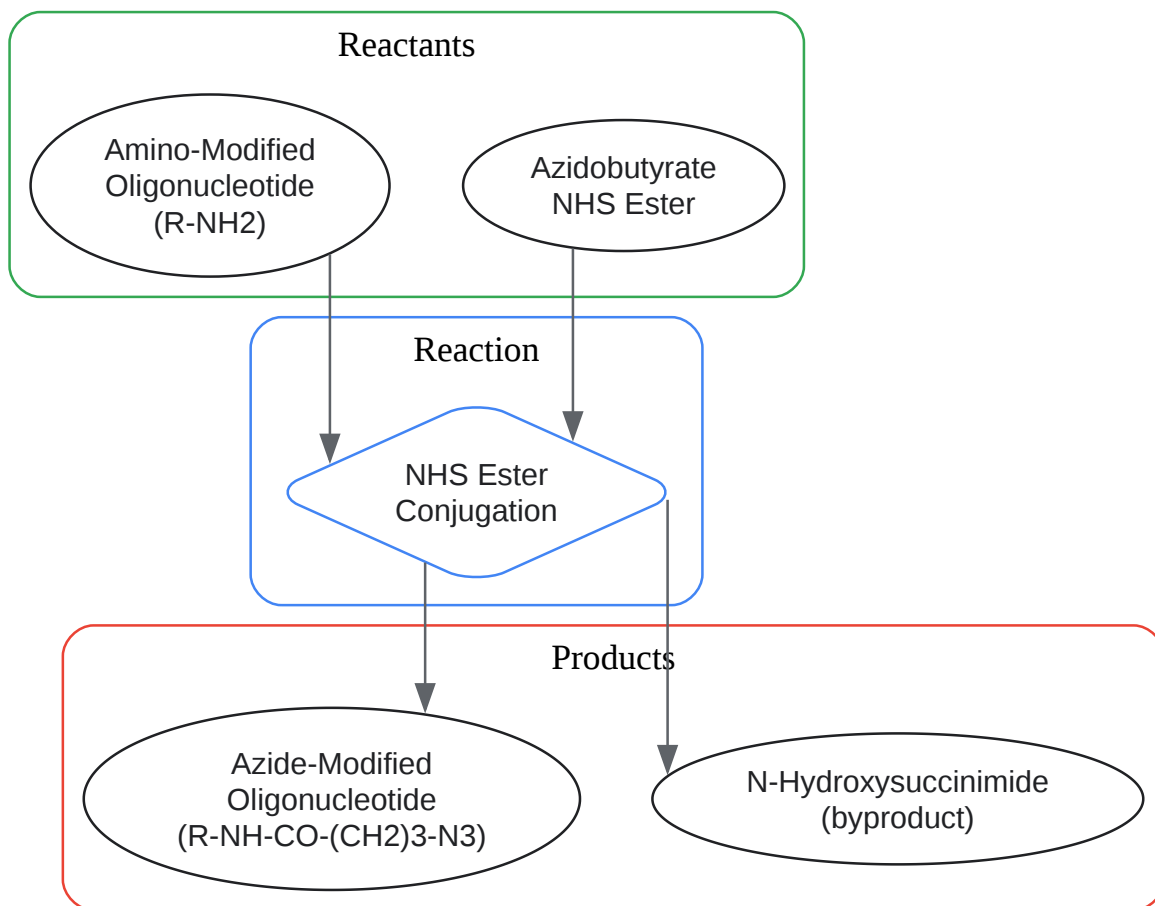 Reactants
Amino-Modified
Oligonucleotide
(R-NH2)
Azidobutyrate
NHS Ester
Reaction
NHS Ester
Conjugation
Products
Azide-Modified
Oligonucleotide
(R-NH-CO-(CH2)3-N3)
N-Hydroxysuccinimide
(byproduct)